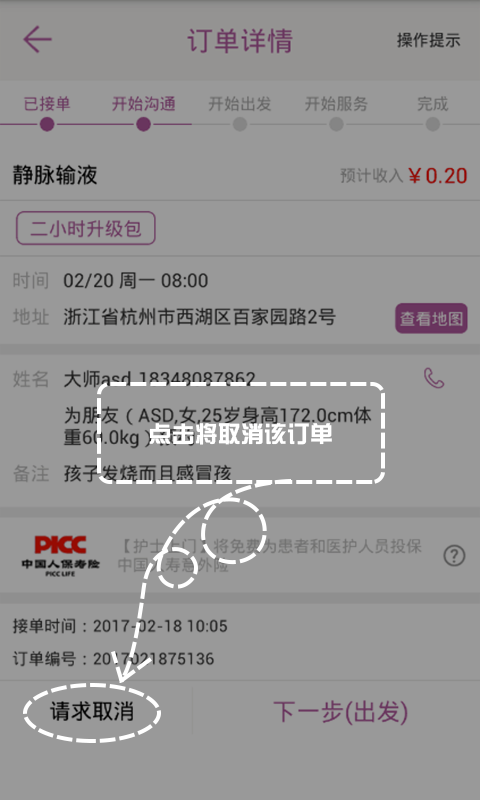 订单详情
操作提示
已接单 开始沟通 开始出发 开始服务 完成
静脉输液 预计收入 ¥0.20
二小时升级包
时间 02/20 周一 08:00
地址 浙江省杭州市西湖区百家园路2号 查看地图
姓名 大师asd 18348087862
为朋友（ASD,女,25岁身高172.0cm体
点击将取消该订单
备注 孩子发烧而且感冒孩
PICC
中国人保寿险
PICC LIFE
【护士上门】将免费为患者和医护人员投保
中国人寿意外险
接单时间：2017-02-18 10:05
订单编号：2017021875136
请求取消 下一步(出发)